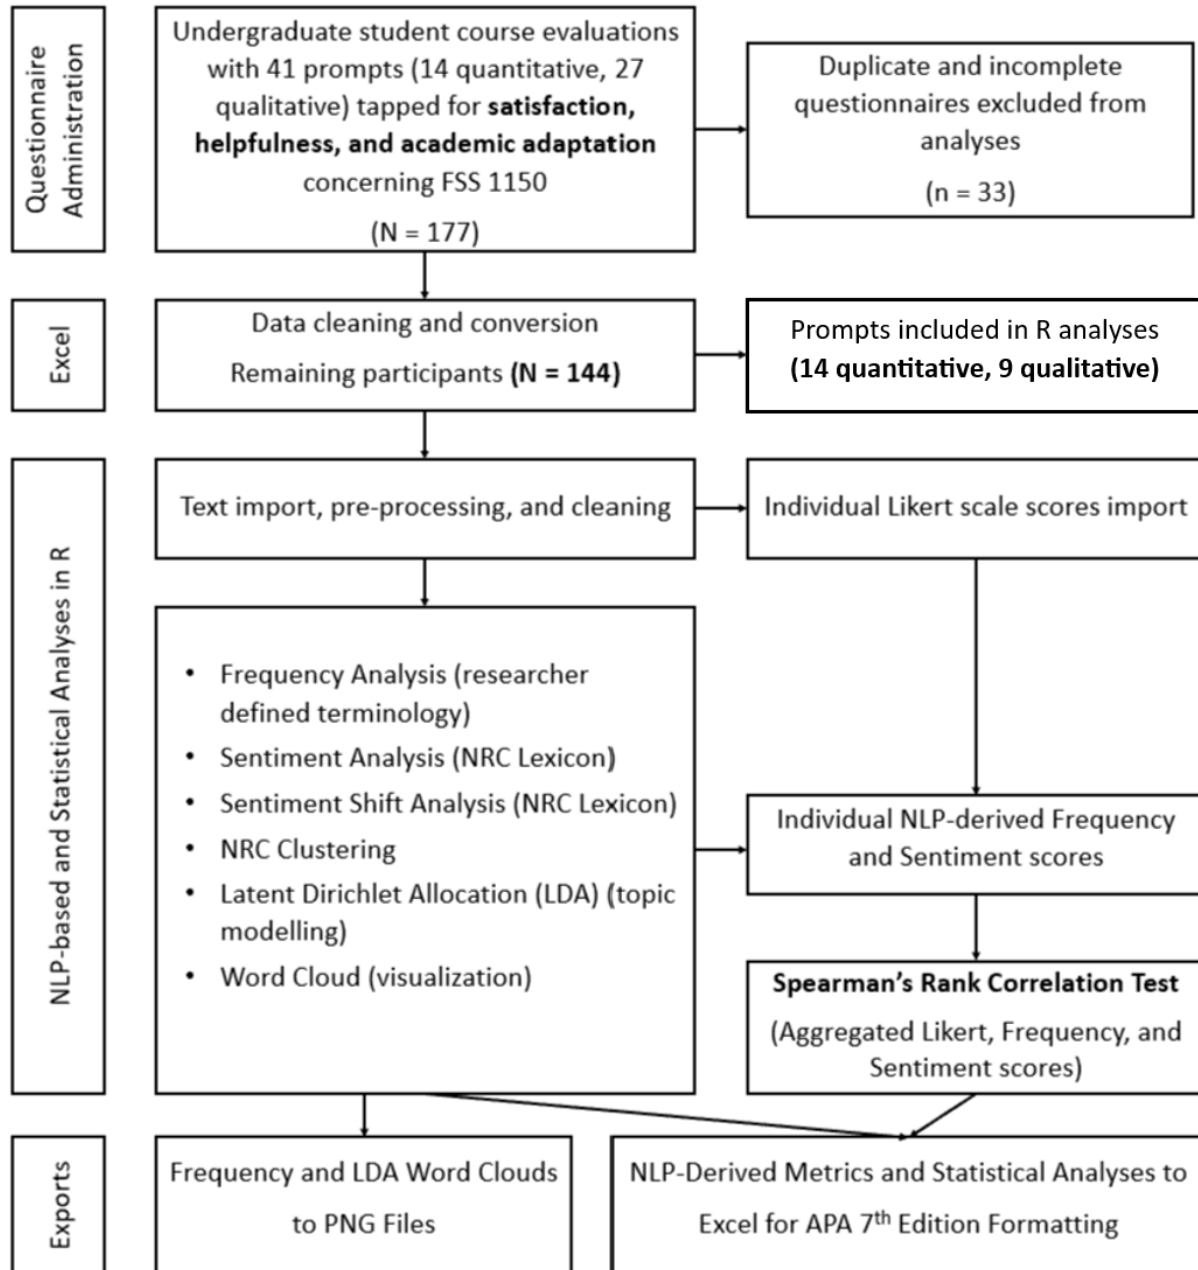 Questionnaire
Administration
Undergraduate student course evaluations
with 41 prompts (14 quantitative, 27
qualitative) tapped for satisfaction,
helpfulness, and academic adaptation
concerning FSS 1150
(N = 177)
Duplicate and incomplete
questionnaires excluded from
analyses
(n = 33)
Excel
Data cleaning and conversion
Remaining participants (N = 144)
Prompts included in R analyses
(14 quantitative, 9 qualitative)
NLP-based and Statistical Analyses in R
Text import, pre-processing, and cleaning
Individual Likert scale scores import
• Frequency Analysis (researcher
defined terminology)
• Sentiment Analysis (NRC Lexicon)
• Sentiment Shift Analysis (NRC Lexicon)
• NRC Clustering
• Latent Dirichlet Allocation (LDA) (topic
modelling)
• Word Cloud (visualization)
Individual NLP-derived Frequency
and Sentiment scores
Spearman's Rank Correlation Test
(Aggregated Likert, Frequency, and
Sentiment scores)
Exports
Frequency and LDA Word Clouds
to PNG Files
NLP-Derived Metrics and Statistical Analyses to
Excel for APA 7th Edition Formatting